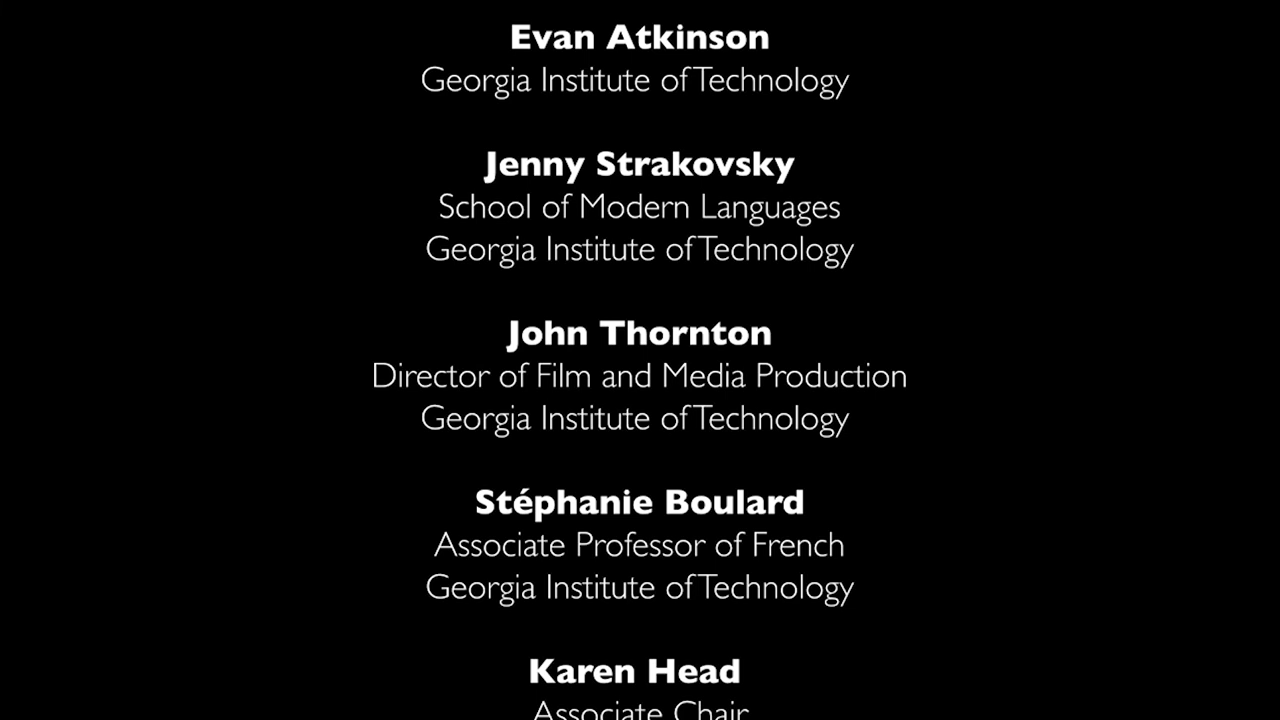 Evan Atkinson
Georgia Institute of Technology
Jenny Strakovsky
School of Modern Languages
Georgia Institute of Technology
John Thornton
Director of Film and Media Production
Georgia Institute of Technology
Stéphanie Boulard
Associate Professor of French
Georgia Institute of Technology
Karen Head
Associate Chair